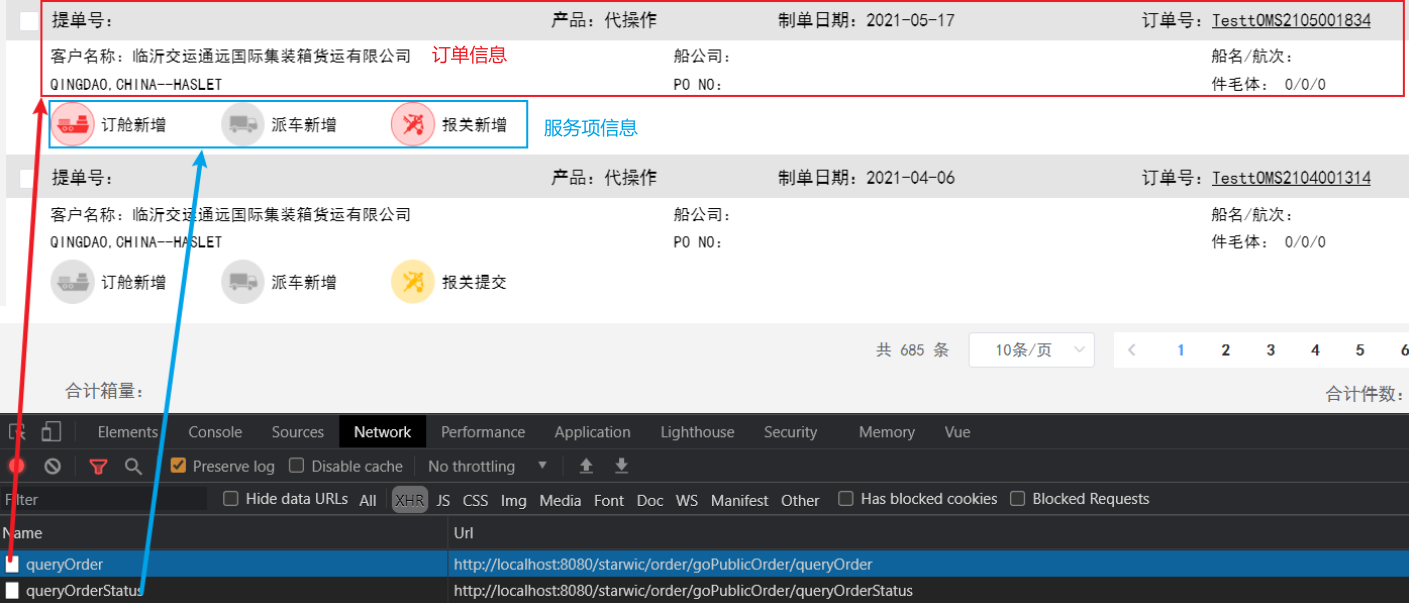 提单号： 产品：代操作 制单日期：2021-05-17 订单号：TesttOMS2105001834
客户名称：临沂交运通远国际集装箱货运有限公司 订单信息 船公司： 船名/航次：
QINGDAO,CHINA--HASLET PO NO： 件毛体： 0/0/0
订舱新增 派车新增 报关新增 服务项信息
提单号： 产品：代操作 制单日期：2021-04-06 订单号：TesttOMS2104001314
客户名称：临沂交运通远国际集装箱货运有限公司 船公司： 船名/航次：
QINGDAO,CHINA--HASLET PO NO： 件毛体： 0/0/0
订舱新增 派车新增 报关提交
共 685 条 10条/页 1 2 3 4 5 6
合计箱量： 合计件数：
Elements Console Sources Network Performance Application Lighthouse Security Memory Vue
Preserve log Disable cache No throttling
Filter Hide data URLs All XHR JS CSS Img Media Font Doc WS Manifest Other Has blocked cookies Blocked Requests
Name Url
queryOrder http://localhost:8080/starwic/order/goPublicOrder/queryOrder
queryOrderStatus http://localhost:8080/starwic/order/goPublicOrder/queryOrderStatus